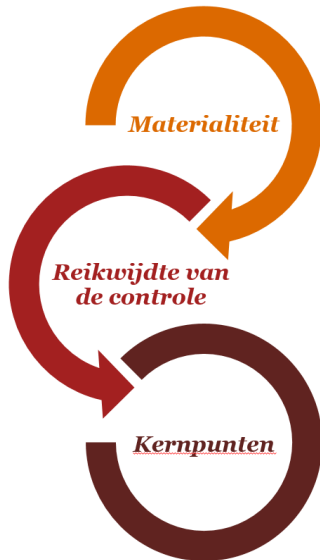 Materialiteit
Reikwijdte van
de controle
Kernpunten